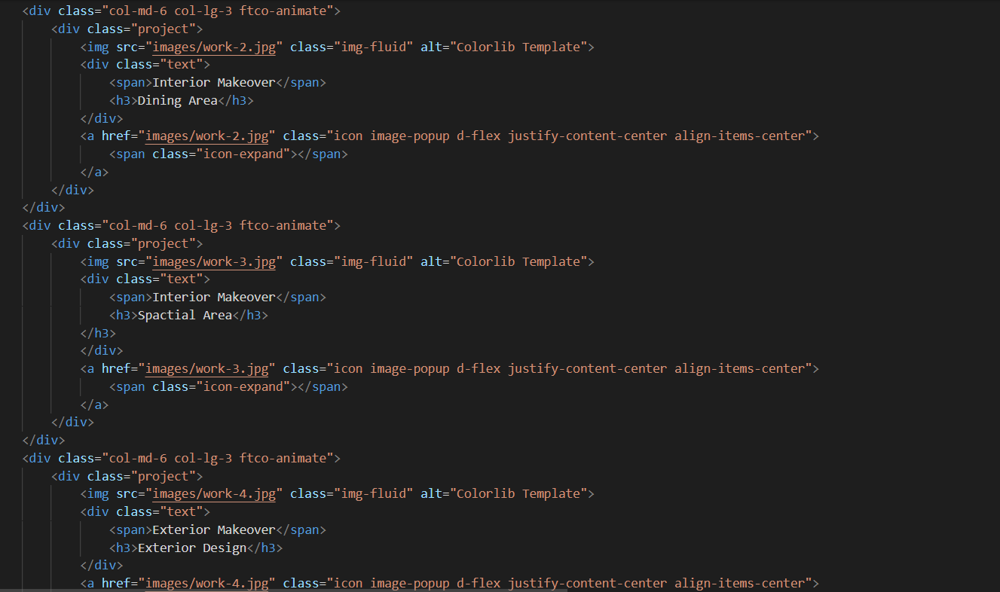 <div class="col-md-6 col-lg-3 ftco-animate">
<div class="project">
<img src="images/work-2.jpg" class="img-fluid" alt="Colorlib Template">
<div class="text">
<span>Interior Makeover</span>
<h3>Dining Area</h3>
</div>
<a href="images/work-2.jpg" class="icon image-popup d-flex justify-content-center align-items-center">
<span class="icon-expand"></span>
</a>
</div>
</div>
<div class="col-md-6 col-lg-3 ftco-animate">
<div class="project">
<img src="images/work-3.jpg" class="img-fluid" alt="Colorlib Template">
<div class="text">
<span>Interior Makeover</span>
<h3>Spactial Area</h3>
</h3>
</div>
<a href="images/work-3.jpg" class="icon image-popup d-flex justify-content-center align-items-center">
<span class="icon-expand"></span>
</a>
</div>
</div>
<div class="col-md-6 col-lg-3 ftco-animate">
<div class="project">
<img src="images/work-4.jpg" class="img-fluid" alt="Colorlib Template">
<div class="text">
<span>Exterior Makeover</span>
<h3>Exterior Design</h3>
</div>
<a href="images/work-4.jpg" class="icon image-popup d-flex justify-content-center align-items-center">